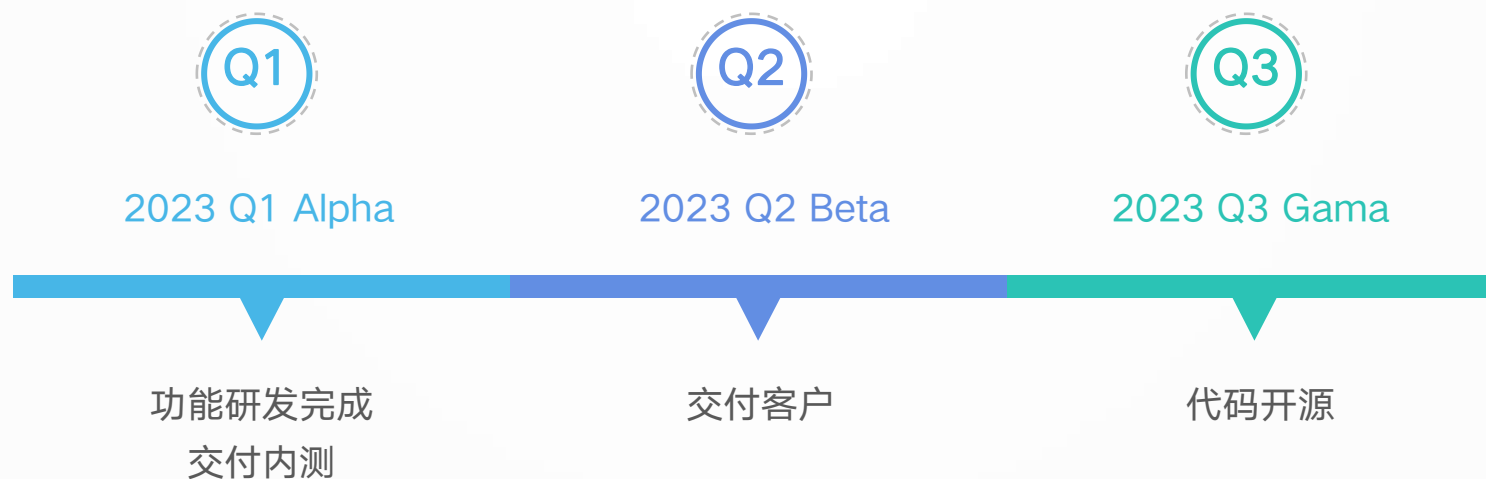 Q1
Q2
Q3
2023 Q1 Alpha
2023 Q2 Beta
2023 Q3 Gama
功能研发完成
交付内测
交付客户
代码开源